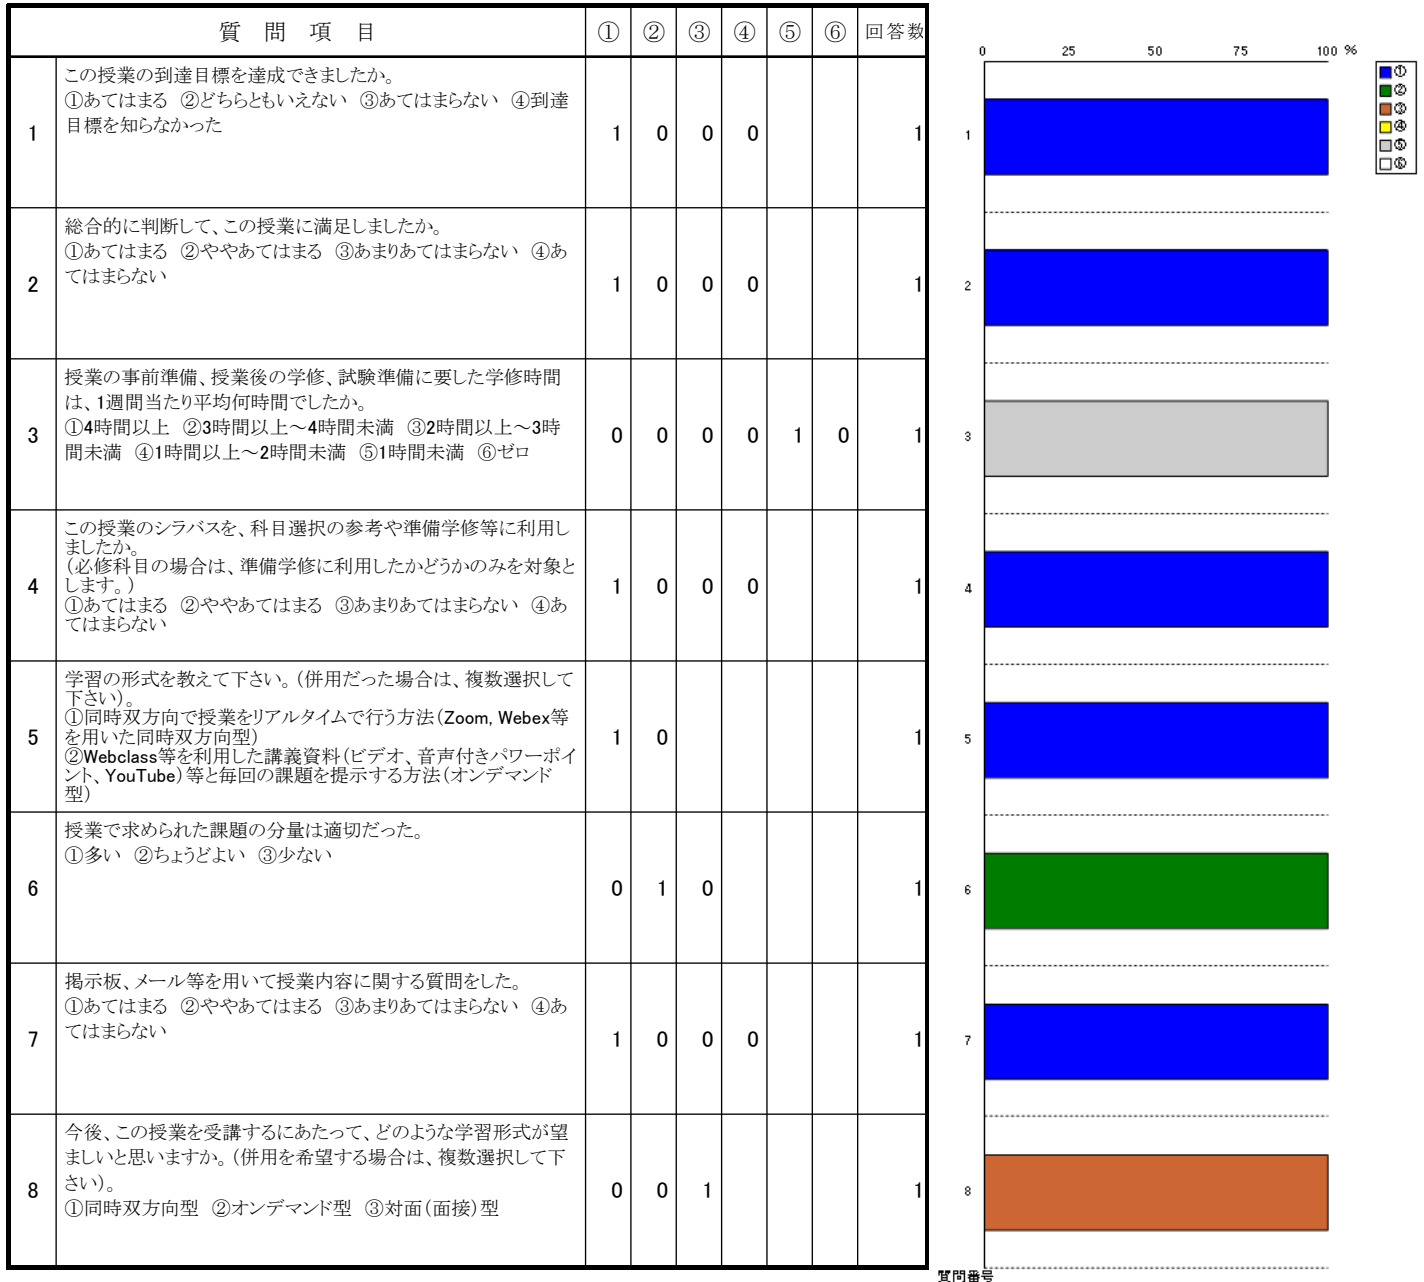 質 問 項 目 ① ② ③ ④ ⑤ ⑥ 回答数
この授業の到達目標を達成できましたか。
①あてはまる ②どちらともいえない ③あてはまらない ④到達
目標を知らなかった
1 1 0 0 0 1
総合的に判断して、この授業に満足しましたか。
①あてはまる ②ややあてはまる ③あまりあてはまらない ④あ
てはまらない
2 1 0 0 0 1
授業の事前準備、授業後の学修、試験準備に要した学修時間
は、1週間当たり平均何時間でしたか。
①4時間以上 ②3時間以上～4時間未満 ③2時間以上～3時
間未満 ④1時間以上～2時間未満 ⑤1時間未満 ⑥ゼロ
3 0 0 0 0 1 0 1
この授業のシラバスを、科目選択の参考や準備学修等に利用し
ましたか。
(必修科目の場合は、準備学修に利用したかどうかのみを対象と
します。)
①あてはまる ②ややあてはまる ③あまりあてはまらない ④あ
てはまらない
4 1 0 0 0 1
学習の形式を教えて下さい。(併用だった場合は、複数選択して
下さい)。
①同時双方向で授業をリアルタイムで行う方法(Zoom, Webex等
を用いた同時双方向型)
②Webclass等を利用した講義資料(ビデオ、音声付きパワーポイ
ント、YouTube)等と毎回の課題を提示する方法(オンデマンド
型)
5 1 0 1
授業で求められた課題の分量は適切だった。
①多い ②ちょうどよい ③少ない
6 0 1 0 1
掲示板、メール等を用いて授業内容に関する質問をした。
①あてはまる ②ややあてはまる ③あまりあてはまらない ④あ
てはまらない
7 1 0 0 0 1
今後、この授業を受講するにあたって、どのような学習形式が望
ましいと思いますか。(併用を希望する場合は、複数選択して下
さい)。
①同時双方向型 ②オンデマンド型 ③対面(面接)型
8 0 0 1 1
0 25 50 75 100 %
1
2
3
4
5
6
7
8
質問番号
①
②
③
④
⑤
⑥